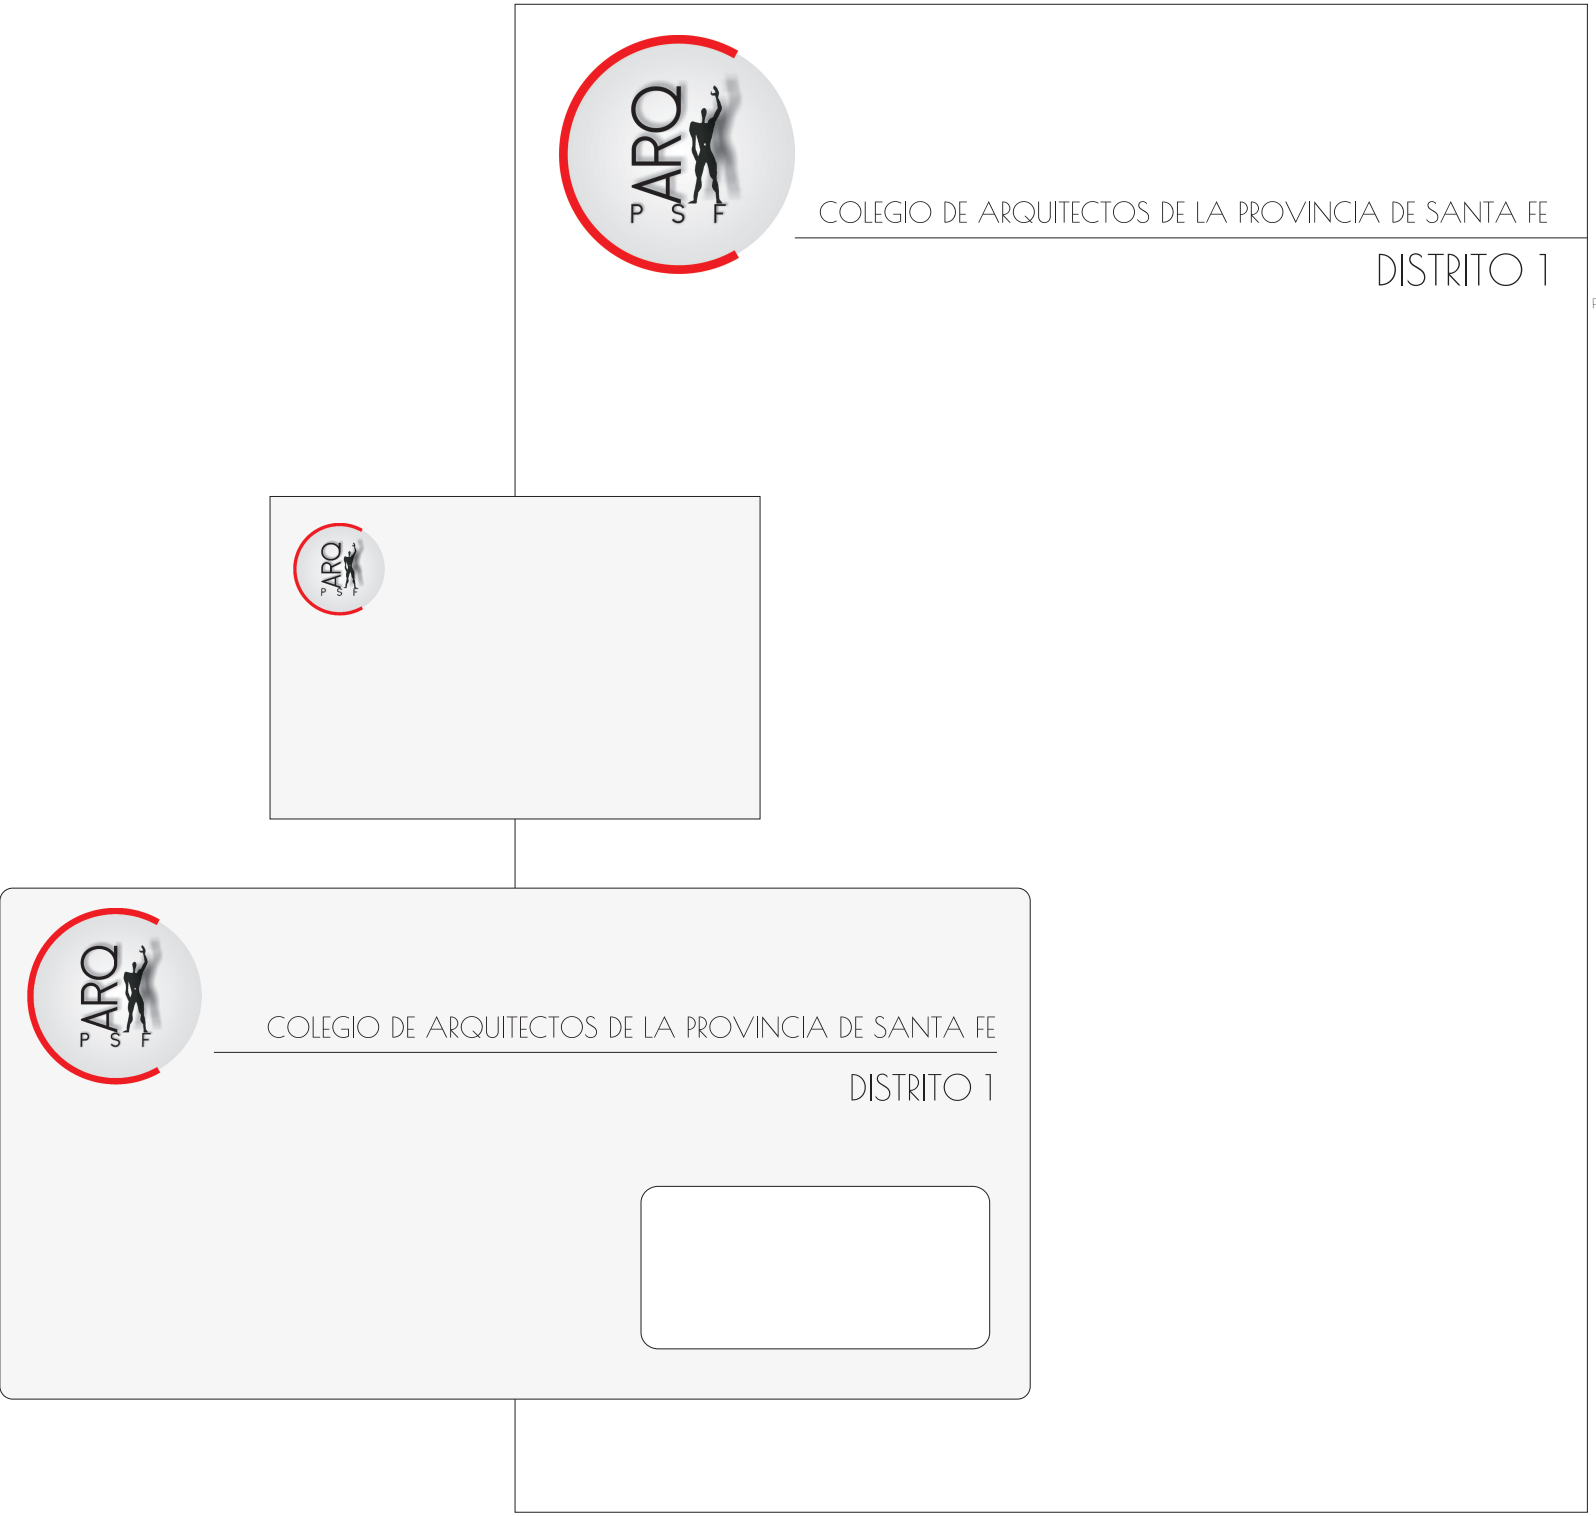 ARQ
P S F
COLEGIO DE ARQUITECTOS DE LA PROVINCIA DE SANTA FE
DISTRITO 1
ARQ
P S F
ARQ
P S F
COLEGIO DE ARQUITECTOS DE LA PROVINCIA DE SANTA FE
DISTRITO 1